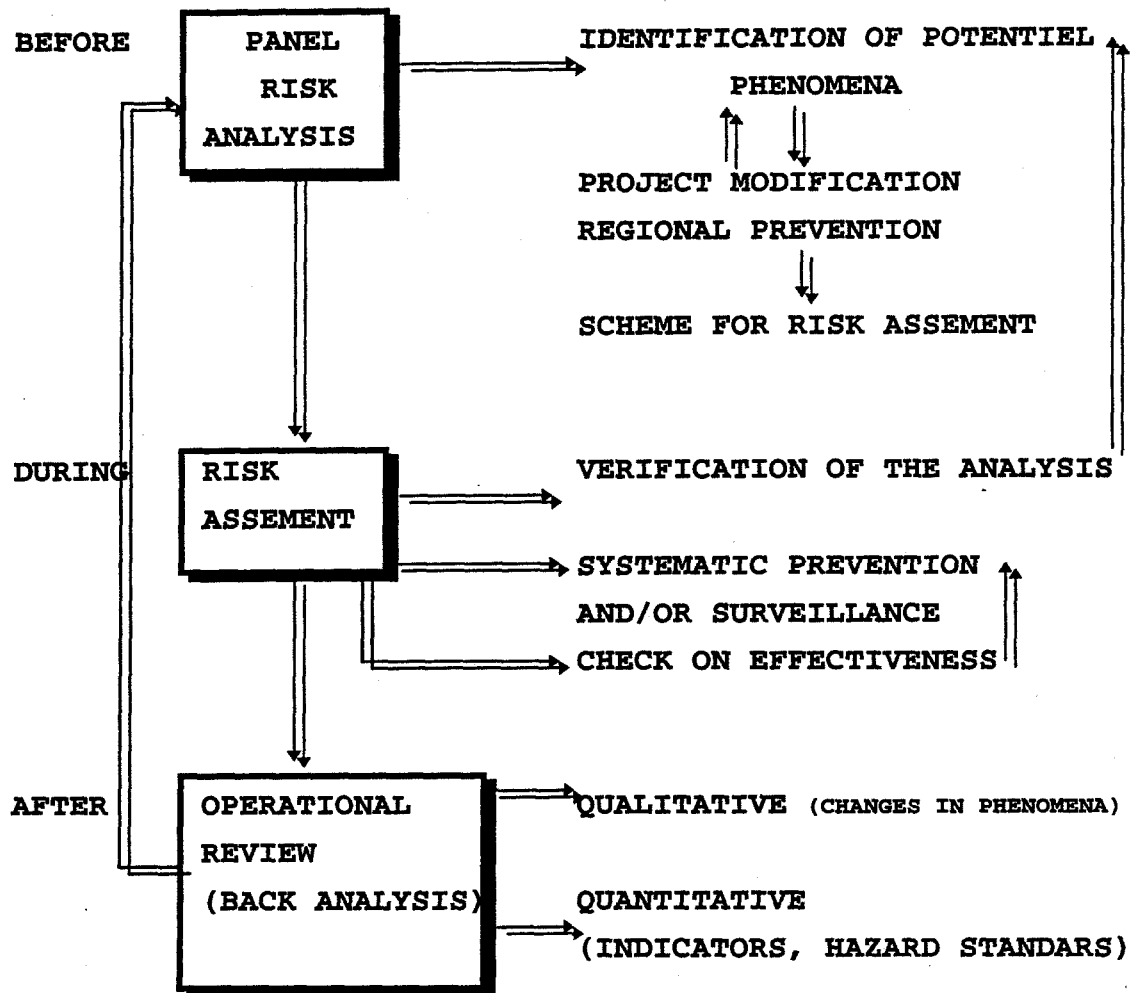 BEFORE
PANEL
RISK
ANALYSIS
IDENTIFICATION OF POTENTIEL
PHENOMENA
PROJECT MODIFICATION
REGIONAL PREVENTION
SCHEME FOR RISK ASSEMENT
DURING
RISK
ASSEMENT
VERIFICATION OF THE ANALYSIS
SYSTEMATIC PREVENTION
AND/OR SURVEILLANCE
CHECK ON EFFECTIVENESS
AFTER
OPERATIONAL
REVIEW
(BACK ANALYSIS)
QUALITATIVE (CHANGES IN PHENOMENA)
QUANTITATIVE
(INDICATORS, HAZARD STANDARS)